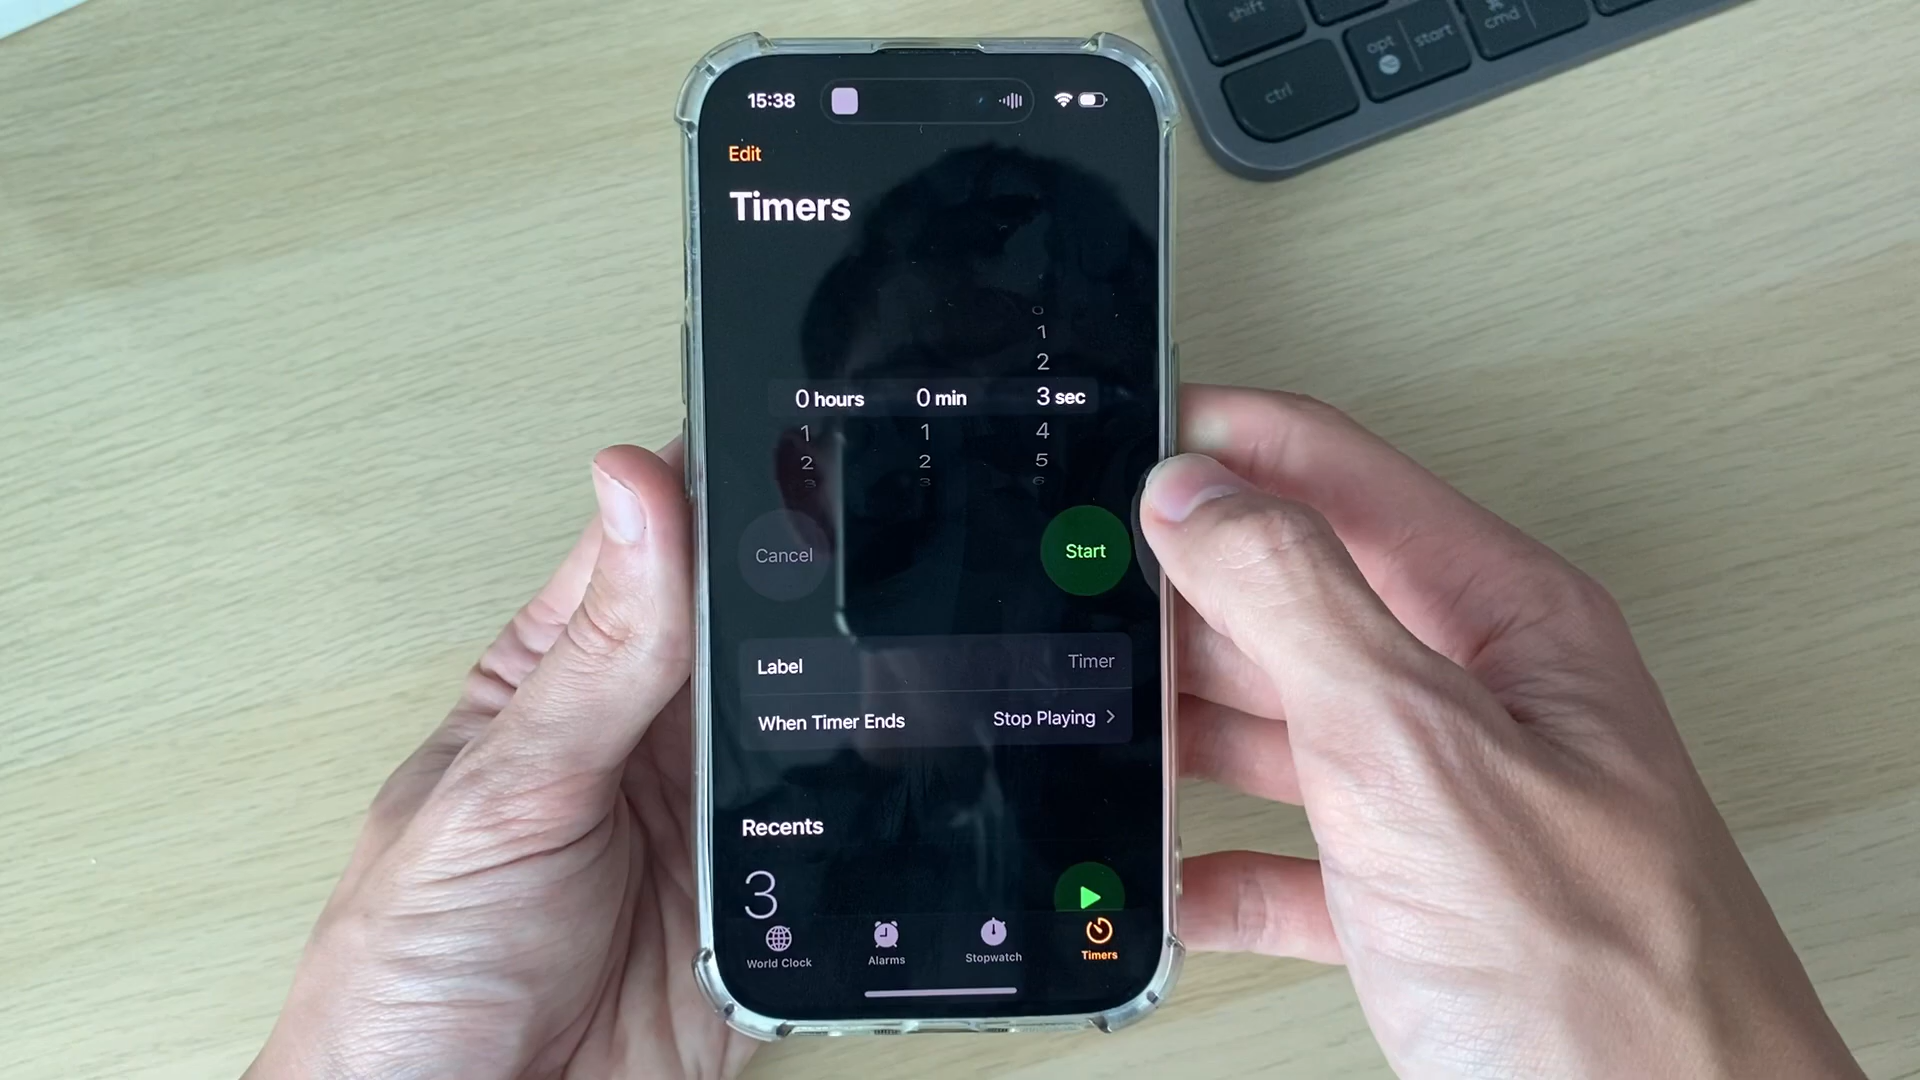 shift
cmd
opt
start
ctrl
15:38
Edit
Timers
0
1
2
0 hours 0 min 3 sec
1 1 4
2 2 5
3 3 6
Cancel
Start
Label Timer
When Timer Ends Stop Playing >
Recents
3
World Clock Alarms Stopwatch Timers